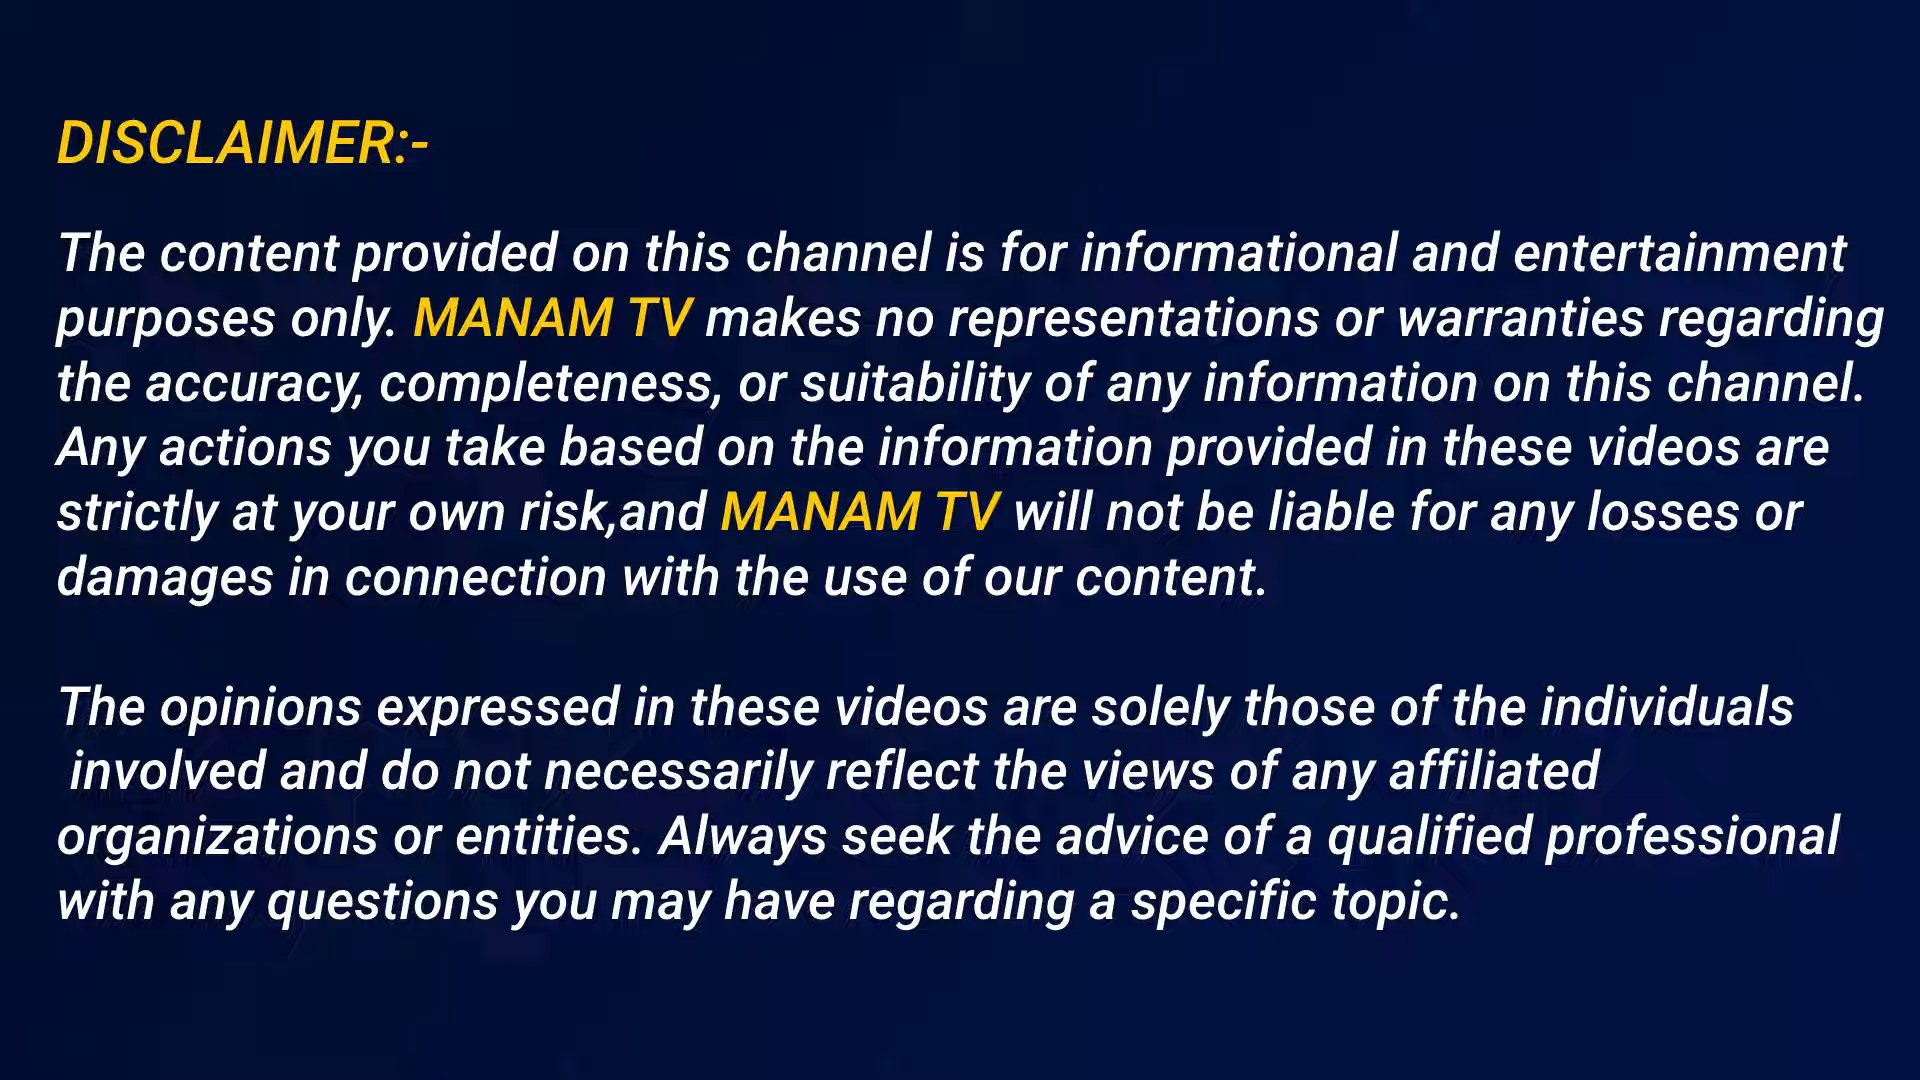 DISCLAIMER:-
The content provided on this channel is for informational and entertainment
purposes only. MANAM TV makes no representations or warranties regarding
the accuracy, completeness, or suitability of any information on this channel.
Any actions you take based on the information provided in these videos are
strictly at your own risk,and MANAM TV will not be liable for any losses or
damages in connection with the use of our content.
The opinions expressed in these videos are solely those of the individuals
involved and do not necessarily reflect the views of any affiliated
organizations or entities. Always seek the advice of a qualified professional
with any questions you may have regarding a specific topic.